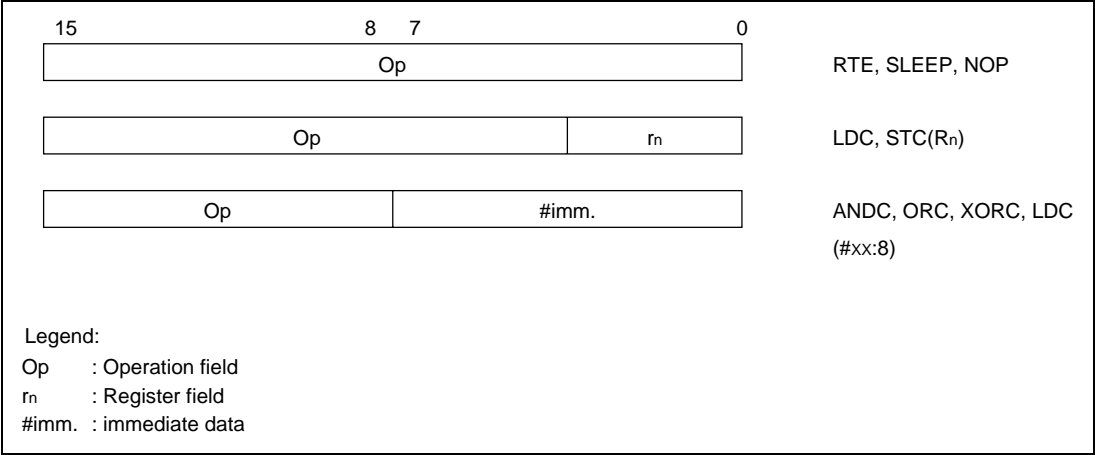 15 8 7 0
Op RTE, SLEEP, NOP
Op rn LDC, STC(Rn)
Op #imm. ANDC, ORC, XORC, LDC
(#xx:8)
Legend:
Op : Operation field
rn : Register field
#imm. : immediate data